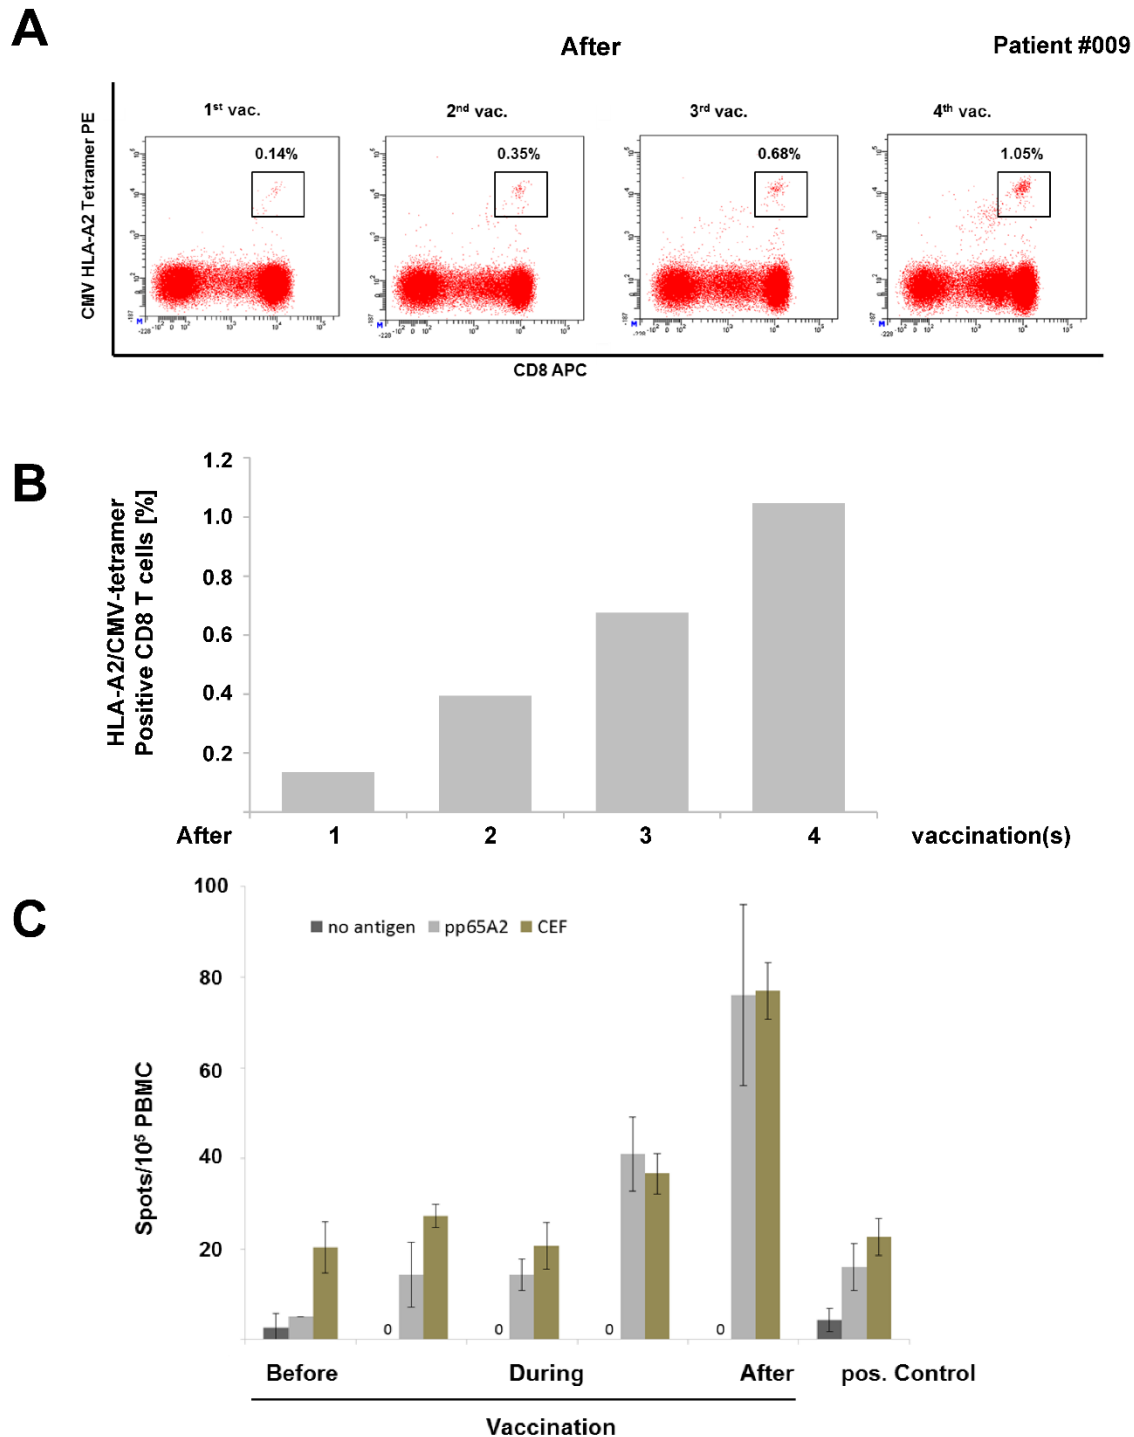 A
After
Patient #009
CMV HLA-A2 Tetramer PE
1st vac.
2nd vac.
3rd vac.
4th vac.
0.14%
0.35%
0.68%
1.05%
CD8 APC
B
HLA-A2/CMV-tetramer
Positive CD8 T cells [%]
1.2
1.0
0.8
0.6
0.4
0.2
After 1 2 3 4 vaccination(s)
C
100
80
60
40
20
Spots/10⁵ PBMC
no antigen pp65A2 CEF
0 0 0 0
Before During After pos. Control
Vaccination